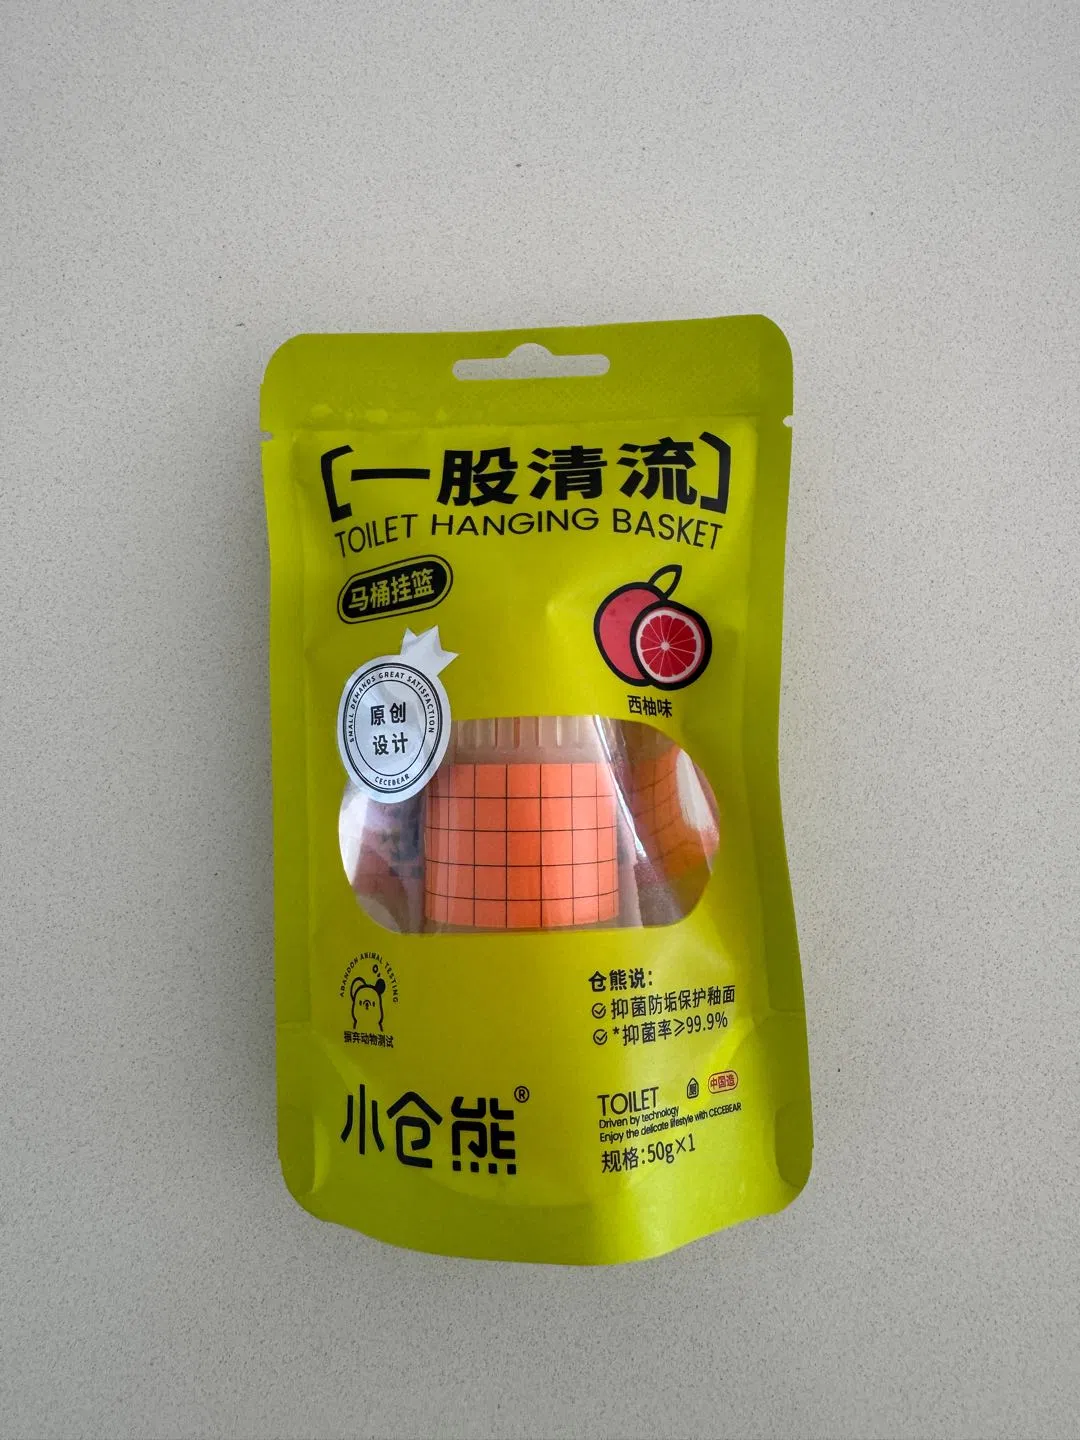 [一股清流]
TOILET HANGING BASKET
马桶挂篮
SMALL DEMANDS GREAT SATISFACTION
原创
设计
CECEBEAR
西柚味
ABANDON ANIMAL TESTING
摒弃动物测试
仓熊说:
抑菌防垢保护釉面
*抑菌率≥99.9%
小仓熊®
TOILET
厕
中国造
Driven by technology
Enjoy the delicate lifestyle with CECEBEAR
规格:50g×1